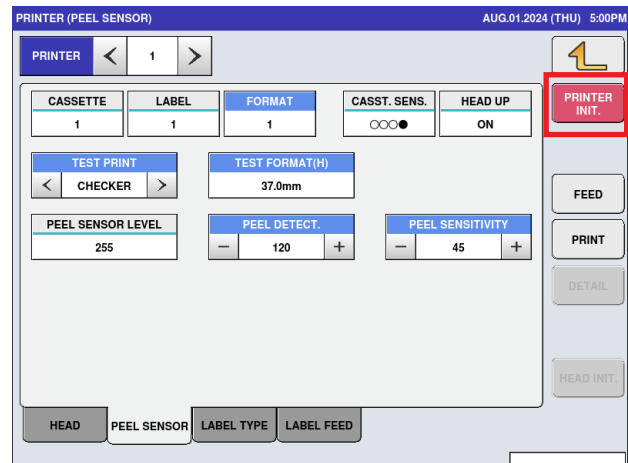 PRINTER (PEEL SENSOR) AUG.01.2024 (THU) 5:00PM
PRINTER 1
PRINTER INIT.
CASSETTE LABEL FORMAT CASST. SENS. HEAD UP
1 1 1 ○○○● ON
TEST PRINT TEST FORMAT(H)
CHECKER 37.0mm
FEED
PEEL SENSOR LEVEL PEEL DETECT. PEEL SENSITIVITY
255 − 120 + − 45 +
PRINT
DETAIL
HEAD INIT.
HEAD PEEL SENSOR LABEL TYPE LABEL FEED